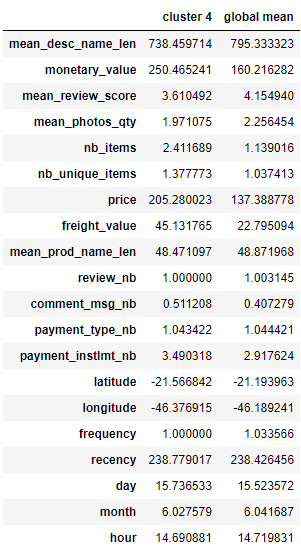 cluster 4 global mean
mean_desc_name_len 738.459714 795.333323
monetary_value 250.465241 160.216282
mean_review_score 3.610492 4.154940
mean_photos_qty 1.971075 2.256454
nb_items 2.411689 1.139016
nb_unique_items 1.377773 1.037413
price 205.280023 137.388778
freight_value 45.131765 22.795094
mean_prod_name_len 48.471097 48.871968
review_nb 1.000000 1.003145
comment_msg_nb 0.511208 0.407279
payment_type_nb 1.043422 1.044421
payment_instlmt_nb 3.490318 2.917624
latitude -21.566842 -21.193963
longitude -46.376915 -46.189241
frequency 1.000000 1.033566
recency 238.779017 238.426456
day 15.736533 15.523572
month 6.027579 6.041687
hour 14.690881 14.719831